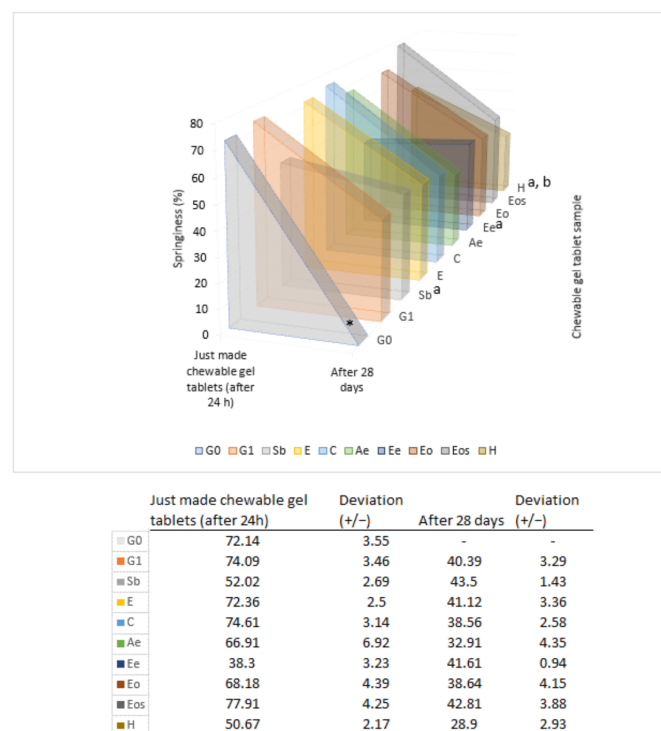 80
70
60
50
40
30
20
10
0
Springiness (%)
Just made
chewable gel
tablets (after
24 h)
After 28
days
*
G0
G1
Sb a
E
C
Ae
Ee a
Eo
Eos
H a, b
Chewable gel tablet sample
G0 G1 Sb E C Ae Ee Eo Eos H
Just made chewable gel Deviation Deviation
tablets (after 24h) (+/−) After 28 days (+/−)
G0 72.14 3.55 - -
G1 74.09 3.46 40.39 3.29
Sb 52.02 2.69 43.5 1.43
E 72.36 2.5 41.12 3.36
C 74.61 3.14 38.56 2.58
Ae 66.91 6.92 32.91 4.35
Ee 38.3 3.23 41.61 0.94
Eo 68.18 4.39 38.64 4.15
Eos 77.91 4.25 42.81 3.88
H 50.67 2.17 28.9 2.93